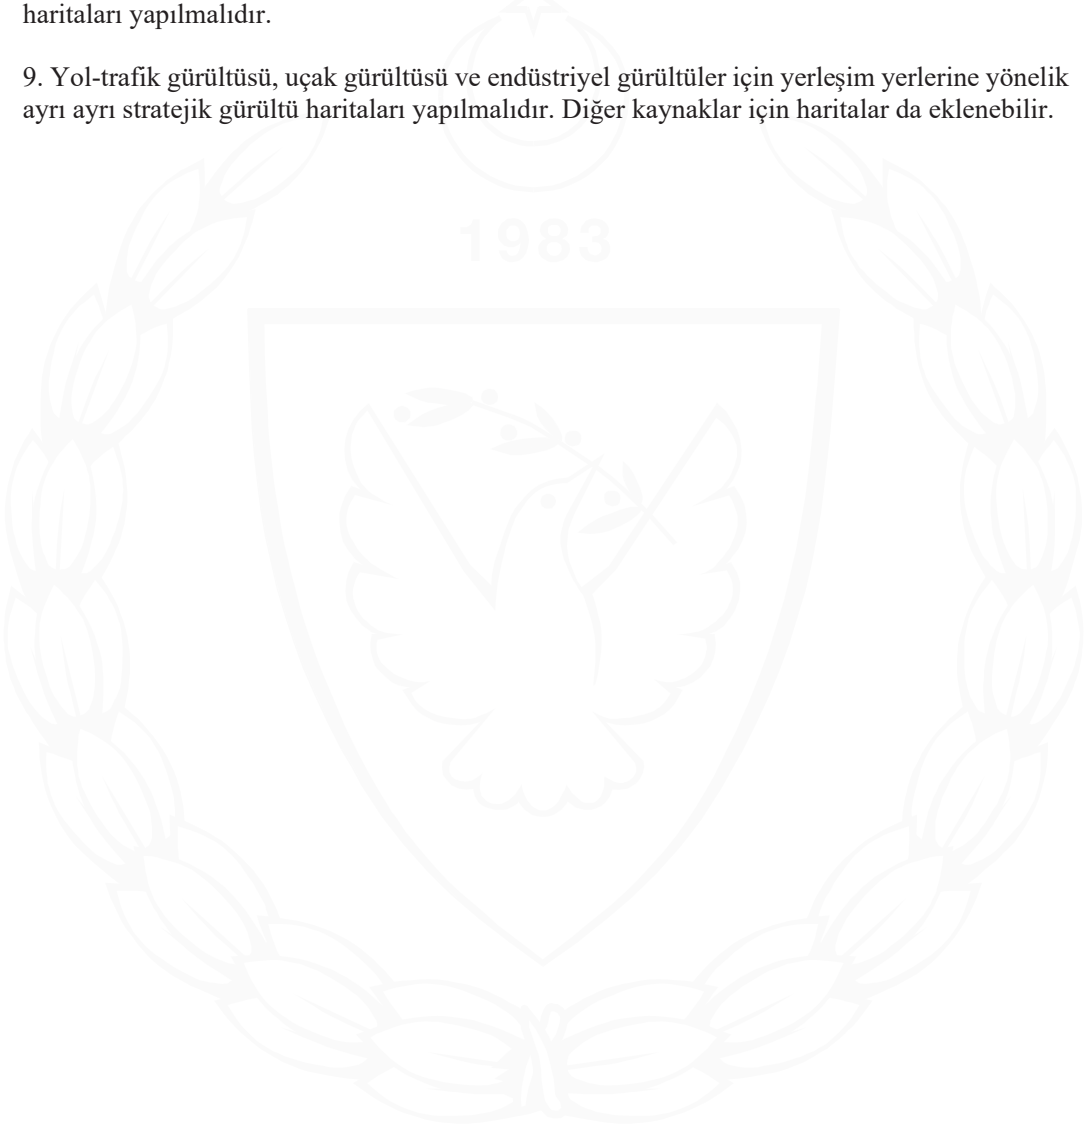 haritaları yapılmalıdır.
9. Yol-trafik gürültüsü, uçak gürültüsü ve endüstriyel gürültüler için yerleşim yerlerine yönelik
ayrı ayrı stratejik gürültü haritaları yapılmalıdır. Diğer kaynaklar için haritalar da eklenebilir.
1983